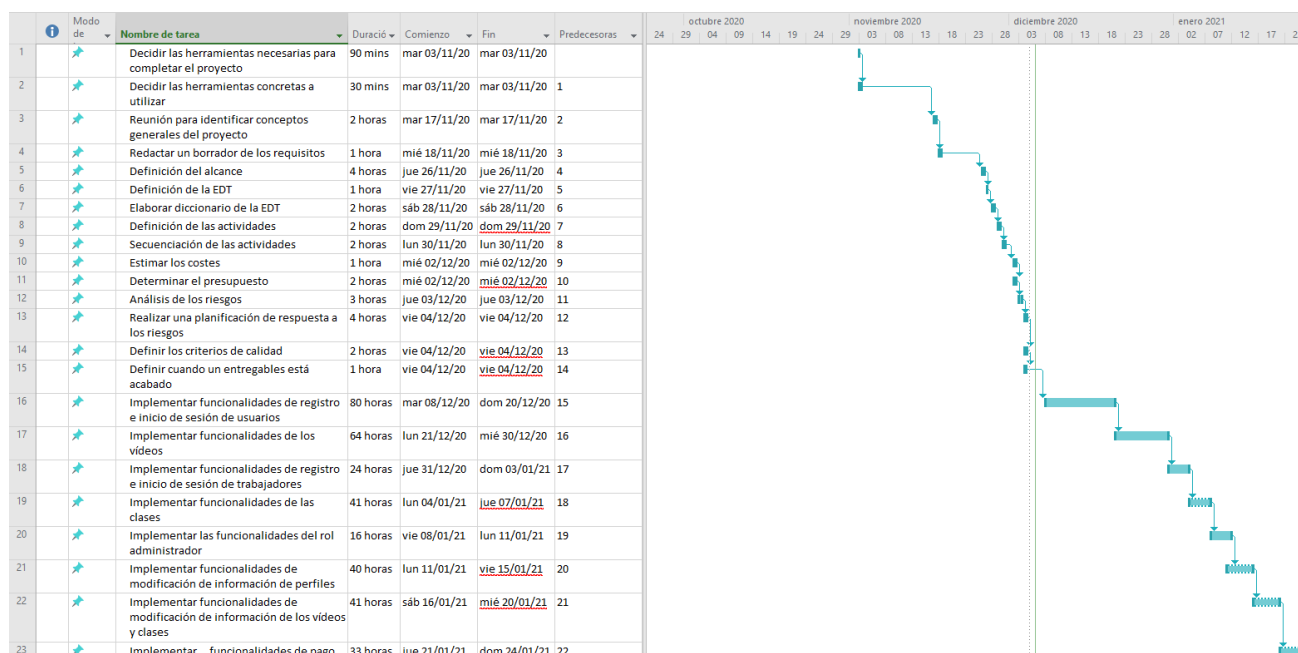 octubre 2020 noviembre 2020 diciembre 2020 enero 2021
Modo
de Nombre de tarea Duració Comienzo Fin Predecesoras 24 29 04 09 14 19 24 29 03 08 13 18 23 28 03 08 13 18 23 28 02 07 12 17 2
1 Decidir las herramientas necesarias para 90 mins mar 03/11/20 mar 03/11/20
completar el proyecto
2 Decidir las herramientas concretas a 30 mins mar 03/11/20 mar 03/11/20 1
utilizar
3 Reunión para identificar conceptos 2 horas mar 17/11/20 mar 17/11/20 2
generales del proyecto
4 Redactar un borrador de los requisitos 1 hora mié 18/11/20 mié 18/11/20 3
5 Definición del alcance 4 horas jue 26/11/20 jue 26/11/20 4
6 Definición de la EDT 1 hora vie 27/11/20 vie 27/11/20 5
7 Elaborar diccionario de la EDT 2 horas sáb 28/11/20 sáb 28/11/20 6
8 Definición de las actividades 2 horas dom 29/11/20 dom 29/11/20 7
9 Secuenciación de las actividades 2 horas lun 30/11/20 lun 30/11/20 8
10 Estimar los costes 1 hora mié 02/12/20 mié 02/12/20 9
11 Determinar el presupuesto 2 horas mié 02/12/20 mié 02/12/20 10
12 Análisis de los riesgos 3 horas jue 03/12/20 jue 03/12/20 11
13 Realizar una planificación de respuesta a 4 horas vie 04/12/20 vie 04/12/20 12
los riesgos
14 Definir los criterios de calidad 2 horas vie 04/12/20 vie 04/12/20 13
15 Definir cuando un entregables está 1 hora vie 04/12/20 vie 04/12/20 14
acabado
16 Implementar funcionalidades de registro 80 horas mar 08/12/20 dom 20/12/20 15
e inicio de sesión de usuarios
17 Implementar funcionalidades de los 64 horas lun 21/12/20 mié 30/12/20 16
vídeos
18 Implementar funcionalidades de registro 24 horas jue 31/12/20 dom 03/01/21 17
e inicio de sesión de trabajadores
19 Implementar funcionalidades de las 41 horas lun 04/01/21 jue 07/01/21 18
clases
20 Implementar las funcionalidades del rol 16 horas vie 08/01/21 lun 11/01/21 19
administrador
21 Implementar funcionalidades de 40 horas lun 11/01/21 vie 15/01/21 20
modificación de información de perfiles
22 Implementar funcionalidades de 41 horas sáb 16/01/21 mié 20/01/21 21
modificación de información de los vídeos
y clases
23 Implementar funcionalidades de pago 33 horas jue 21/01/21 dom 24/01/21 22